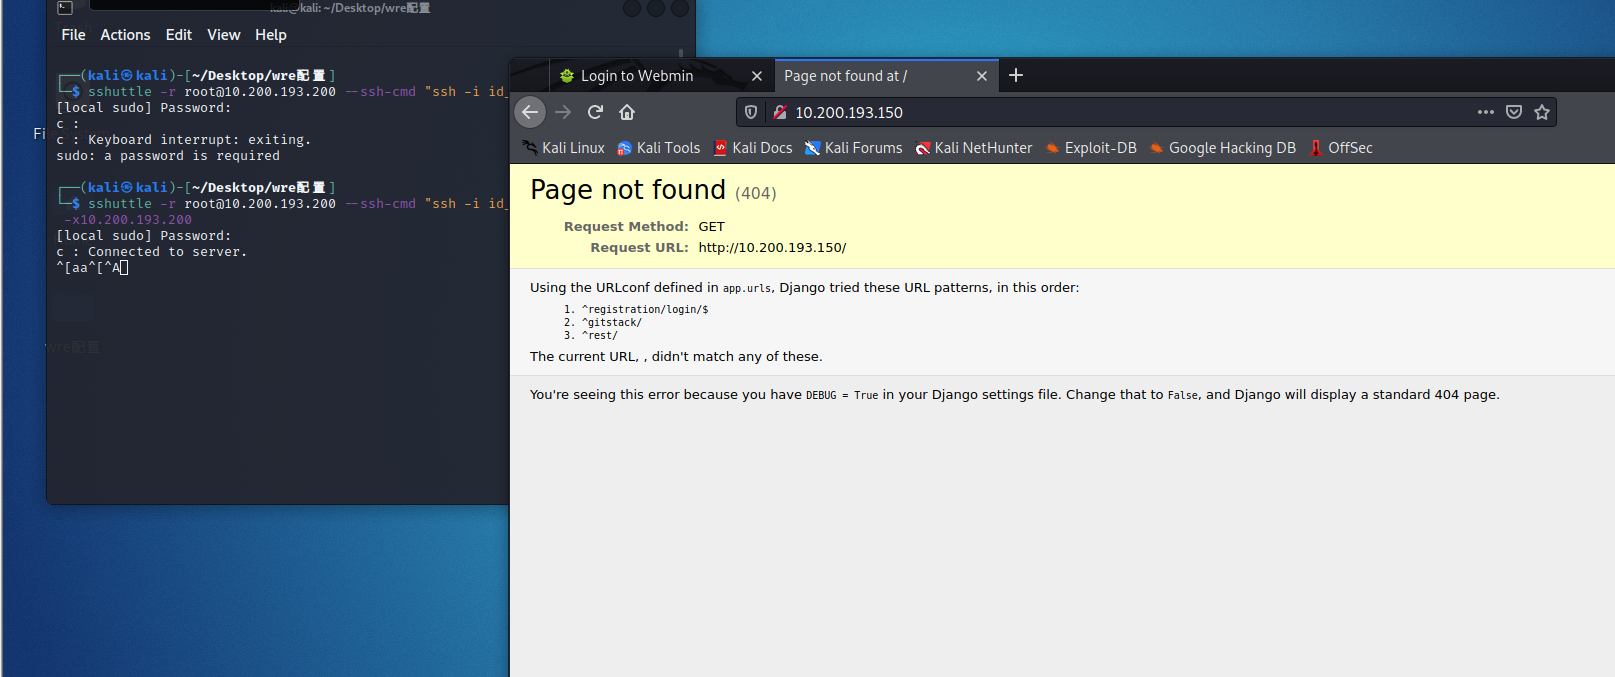 kali@kali: ~/Desktop/wre配置
File Actions Edit View Help
┌──(kali㉿kali)-[~/Desktop/wre配置]
└─$ sshuttle -r root@10.200.193.200 --ssh-cmd "ssh -i id_
[local sudo] Password:
c :
c : Keyboard interrupt: exiting.
sudo: a password is required
┌──(kali㉿kali)-[~/Desktop/wre配置]
└─$ sshuttle -r root@10.200.193.200 --ssh-cmd "ssh -i id_
-x10.200.193.200
[local sudo] Password:
c : Connected to server.
^[aa^[^A
Fi
wre配置
Login to Webmin
Page not found at /
10.200.193.150
Kali Linux Kali Tools Kali Docs Kali Forums Kali NetHunter Exploit-DB Google Hacking DB OffSec
Page not found (404)
Request Method: GET
Request URL: http://10.200.193.150/
Using the URLconf defined in app.urls, Django tried these URL patterns, in this order:
1. ^registration/login/$
2. ^gitstack/
3. ^rest/
The current URL, , didn't match any of these.
You're seeing this error because you have DEBUG = True in your Django settings file. Change that to False, and Django will display a standard 404 page.